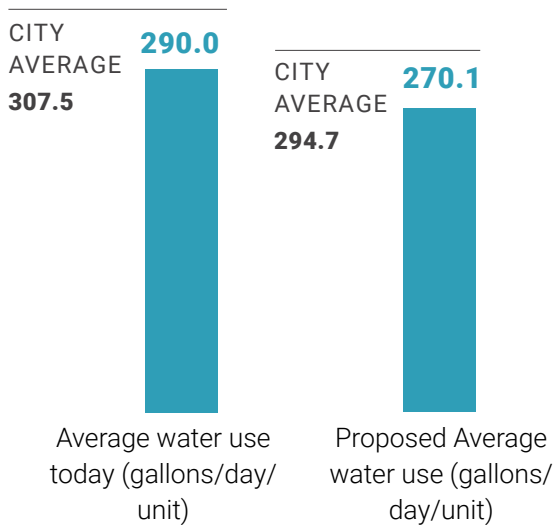 CITY
AVERAGE
307.5
290.0
CITY
AVERAGE
294.7
270.1
Average water use
today (gallons/day/
unit)
Proposed Average
water use (gallons/
day/unit)